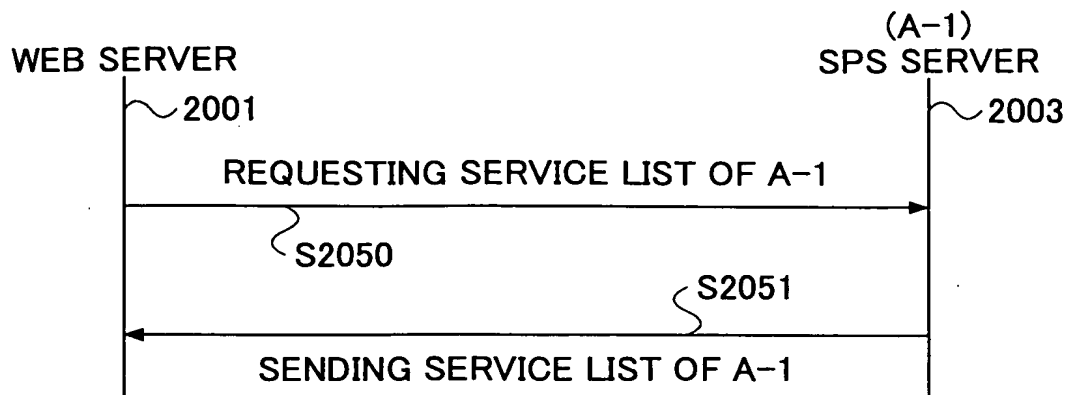 (A-1)
WEB SERVER
SPS SERVER
2001
2003
REQUESTING SERVICE LIST OF A-1
S2050
S2051
SENDING SERVICE LIST OF A-1